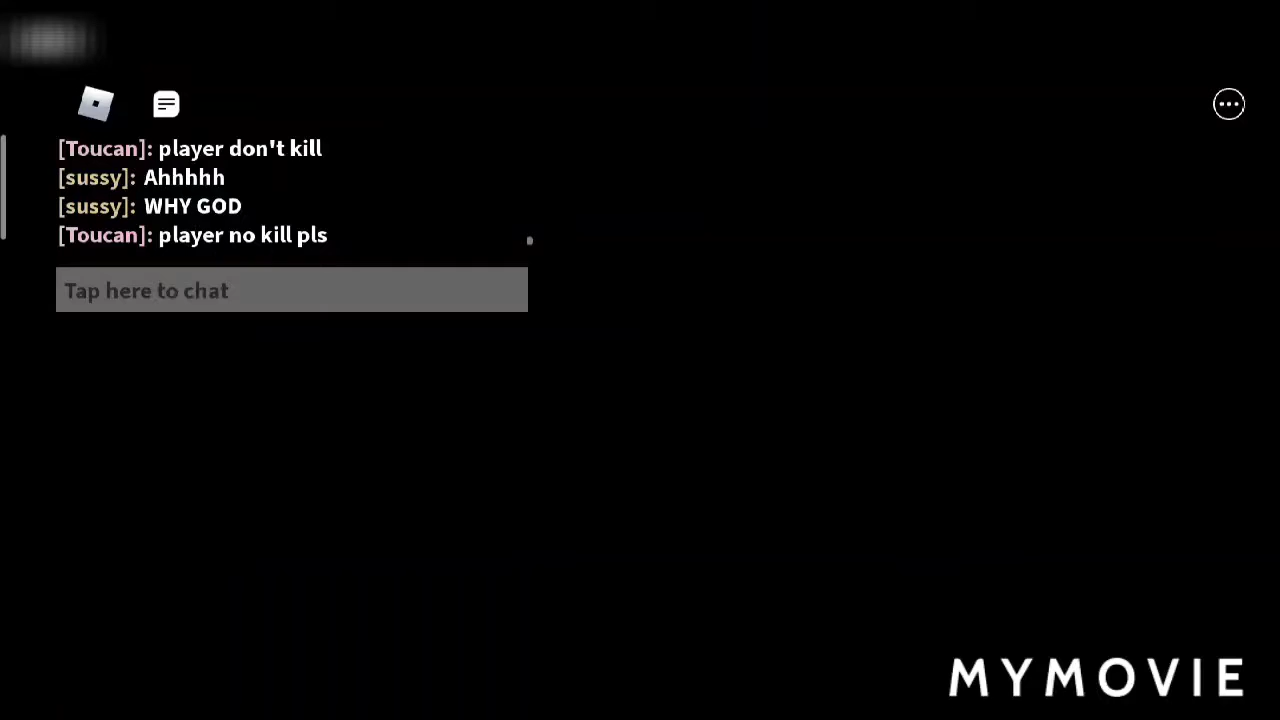 [Toucan]: player don't kill
[sussy]: Ahhhhh
[sussy]: WHY GOD
[Toucan]: player no kill pls
Tap here to chat
MYMOVIE